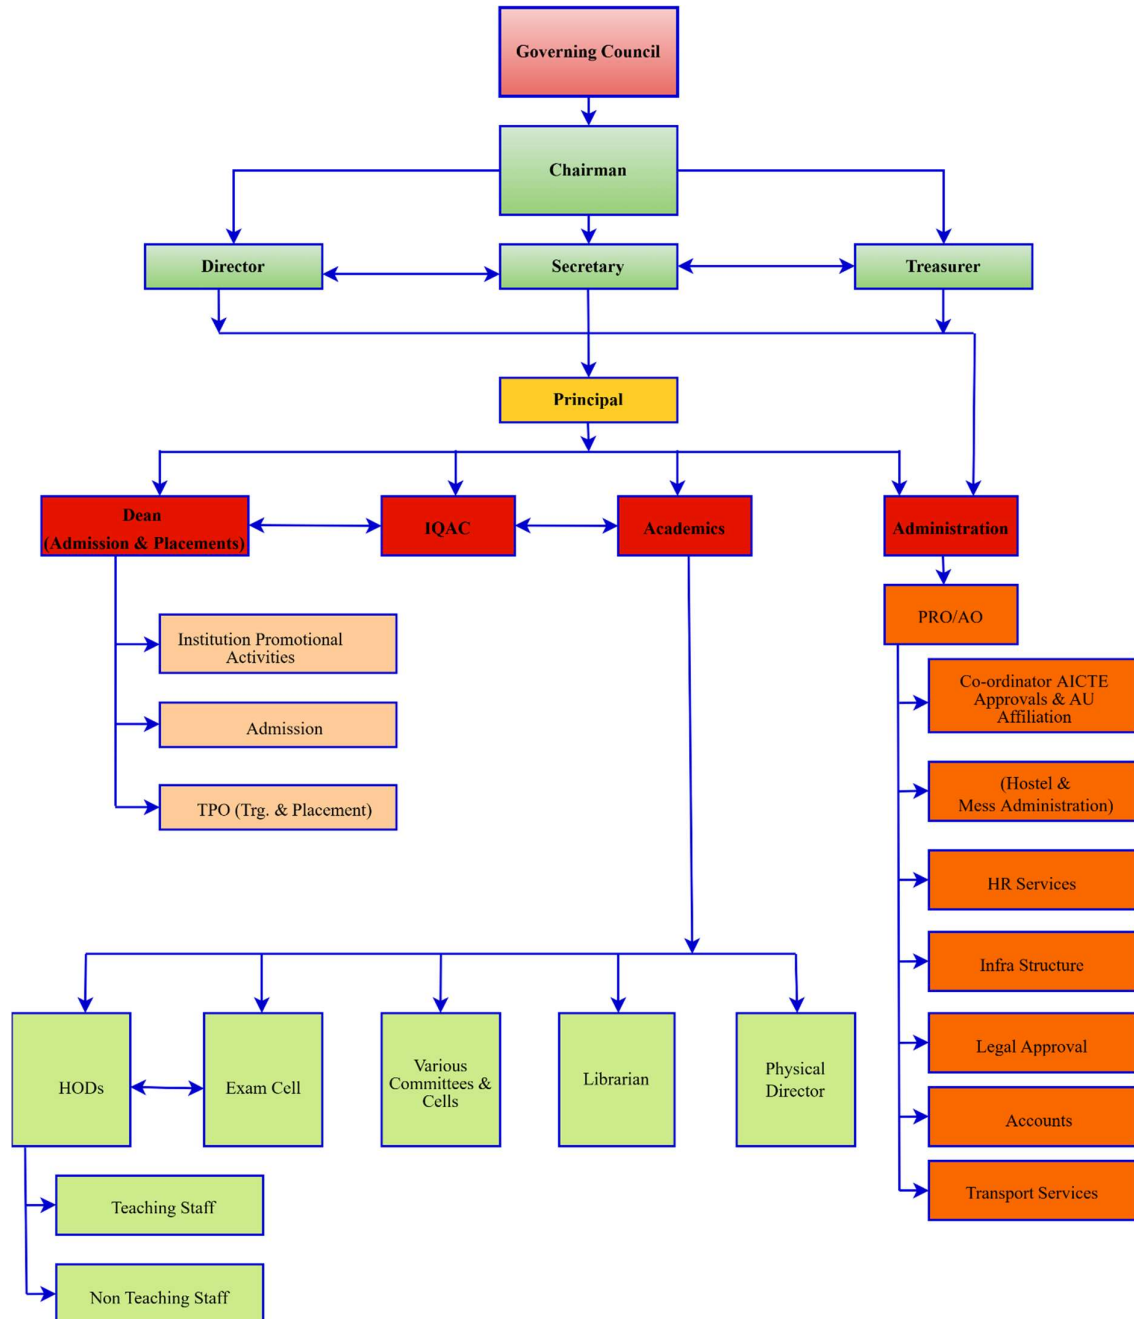 Governing Council
Chairman
Director
Secretary
Treasurer
Principal
Dean
(Admission & Placements)
IQAC
Academics
Administration
PRO/AO
Institution Promotional
Activities
Admission
TPO (Trg. & Placement)
Co-ordinator AICTE
Approvals & AU
Affiliation
(Hostel &
Mess Administration)
HR Services
Infra Structure
Legal Approval
Accounts
Transport Services
HODs
Exam Cell
Various
Committees &
Cells
Librarian
Physical
Director
Teaching Staff
Non Teaching Staff